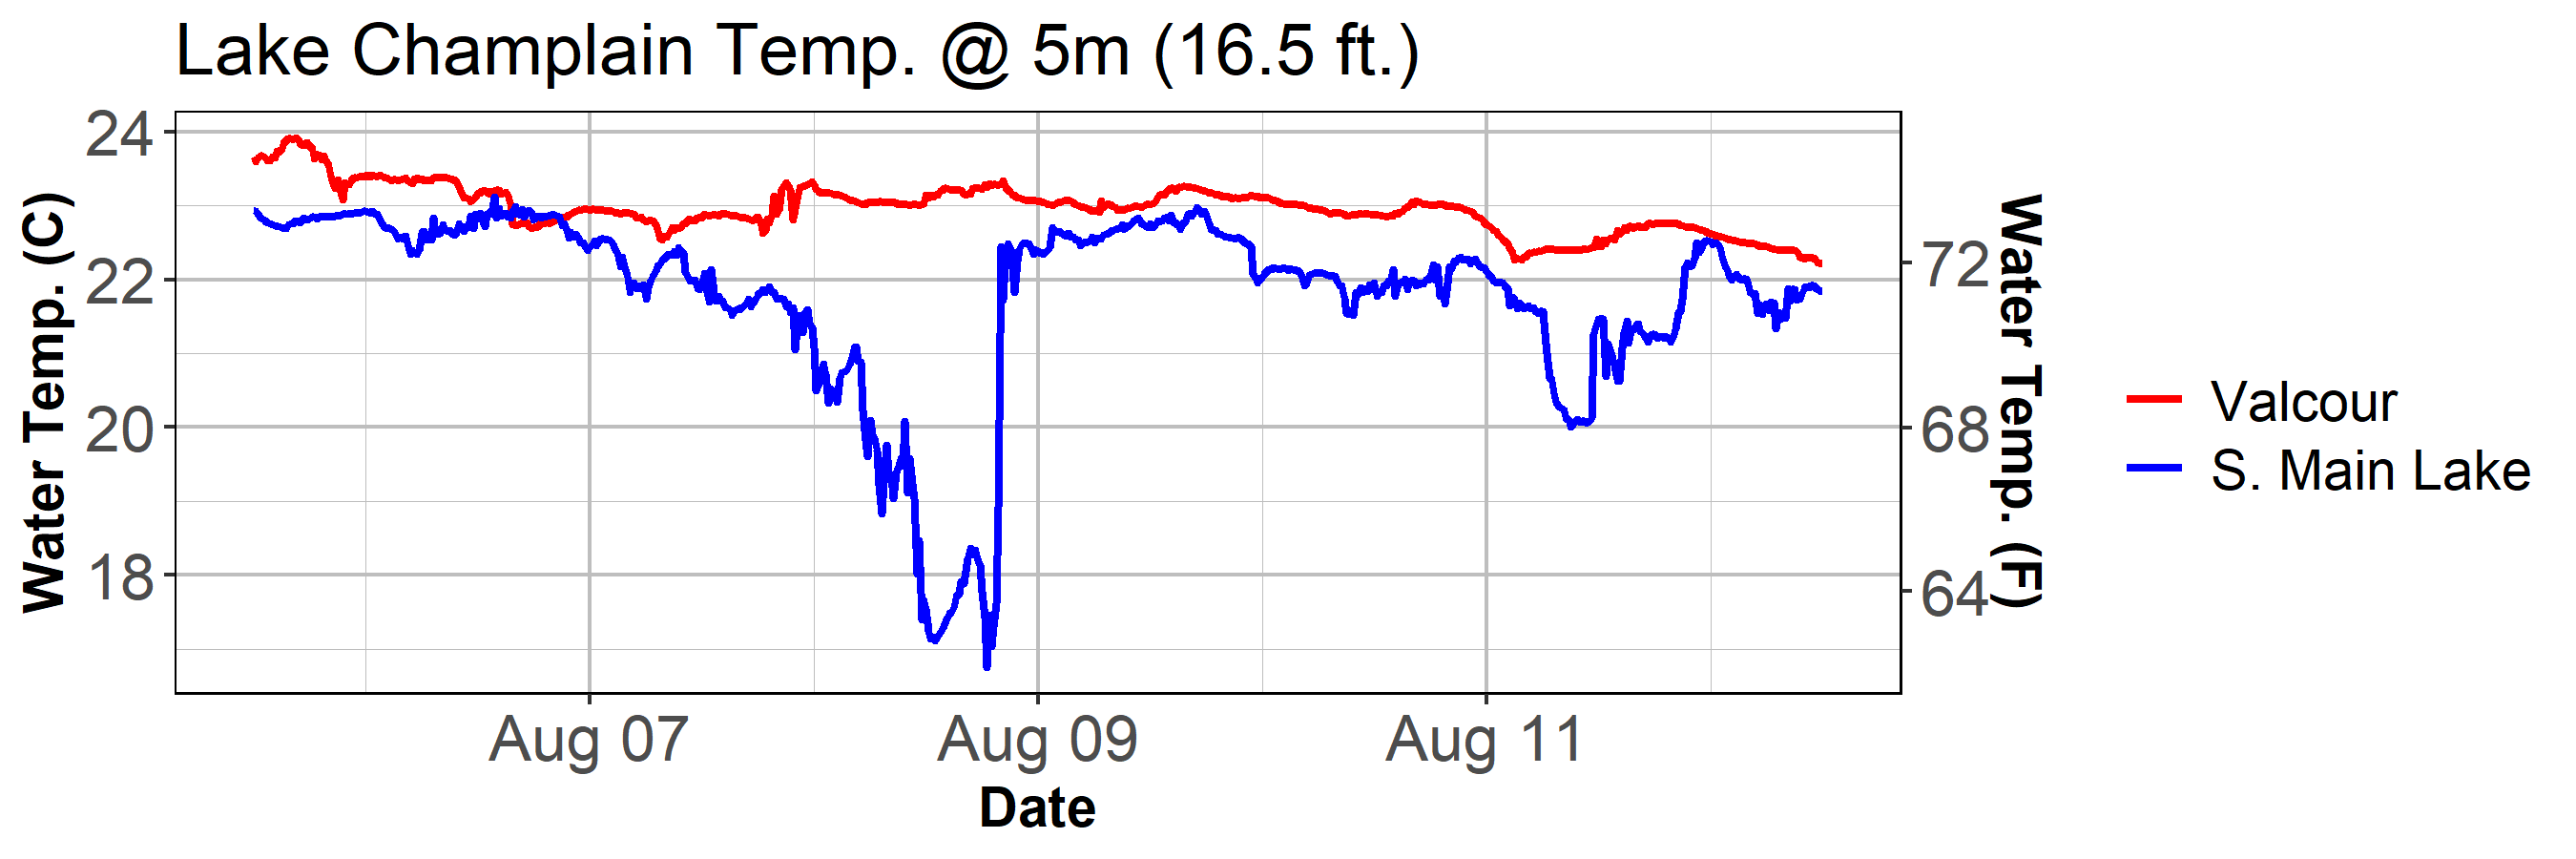 Lake Champlain Temp. @ 5m (16.5 ft.)
Water Temp. (C)
24
22
20
18
72
68
64
Water Temp. (F)
Aug 07
Aug 09
Aug 11
Date
Valcour
S. Main Lake